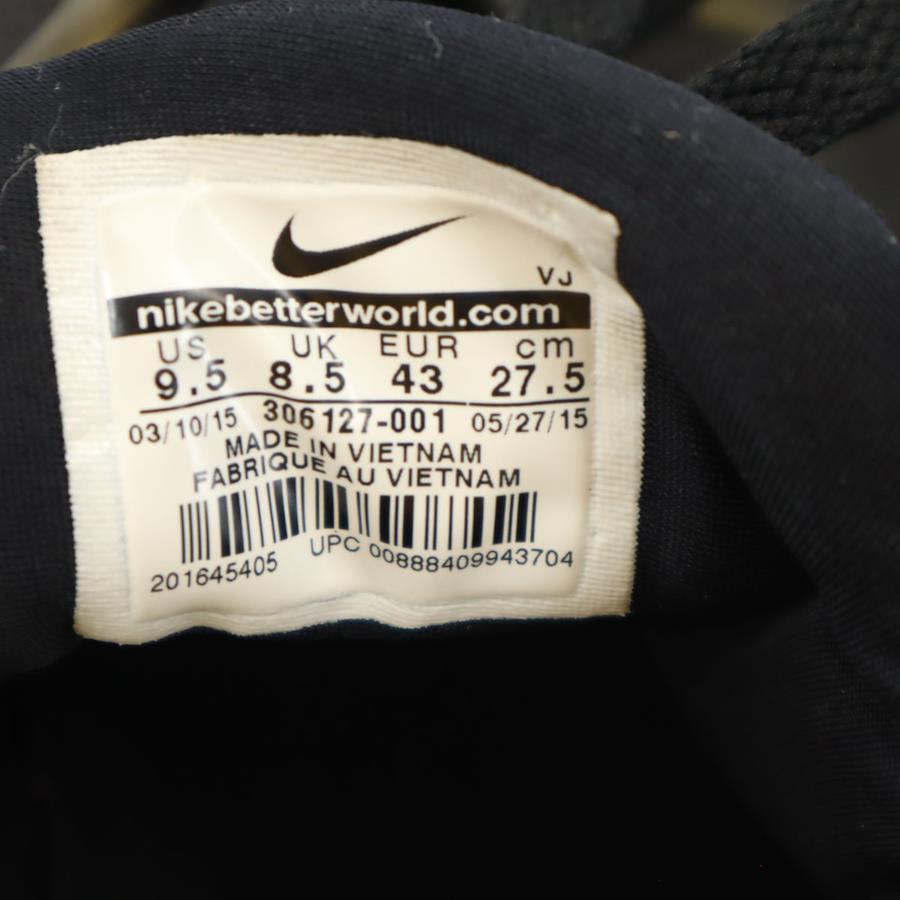 VJ
nikebetterworld.com
US UK EUR cm
9.5 8.5 43 27.5
03/10/15 306127-001 05/27/15
MADE IN VIETNAM
FABRIQUE AU VIETNAM
201645405 UPC 00888409943704